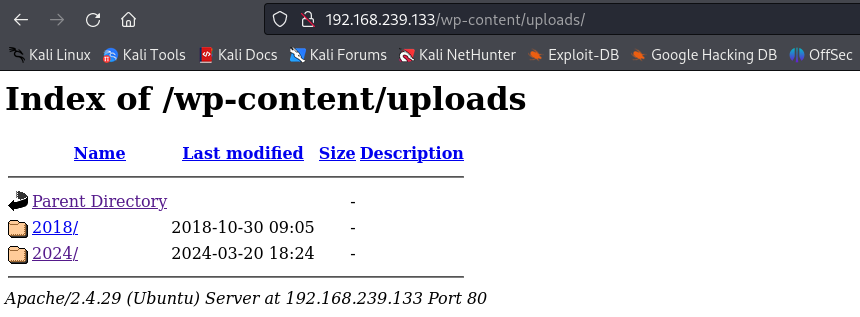 192.168.239.133/wp-content/uploads/
Kali Linux Kali Tools Kali Docs Kali Forums Kali NetHunter Exploit-DB Google Hacking DB OffSec
Index of /wp-content/uploads
Name Last modified Size Description
Parent Directory -
2018/ 2018-10-30 09:05 -
2024/ 2024-03-20 18:24 -
Apache/2.4.29 (Ubuntu) Server at 192.168.239.133 Port 80